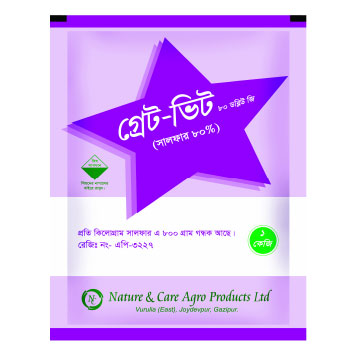 গ্রেট-ভিট ৮০ ডব্লিউ জি
(সালফার ৮০%)
প্রতি কিলোগ্রাম সালফার এ ৮০০ গ্রাম গন্ধক আছে।
রেজিঃ নং- এপি-৩২২৭
১
কেজি
Nature & Care Agro Products Ltd
Vurulia (East), Joydevpur, Gazipur.